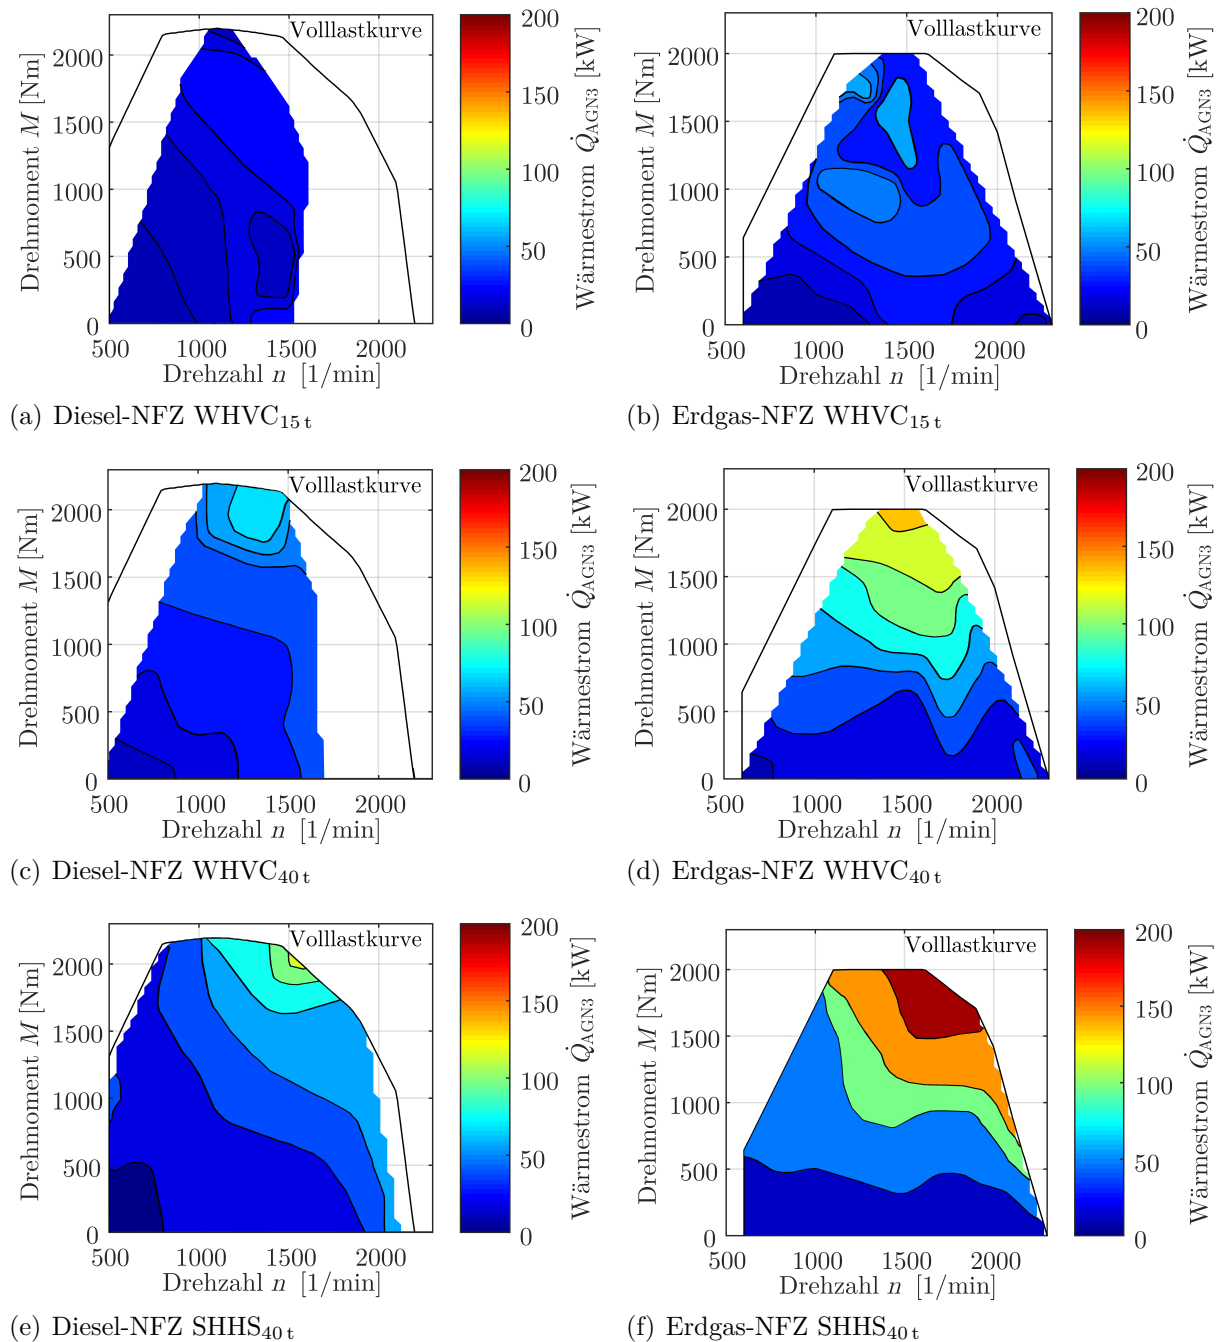 Volllastkurve
Drehmoment M [Nm]
2000
1500
1000
500
0
500 1000 1500 2000
Drehzahl n [1/min]
200
150
100
50
0
Wärmestrom Q̇AGN3 [kW]
(a) Diesel-NFZ WHVC15 t
Volllastkurve
Drehmoment M [Nm]
2000
1500
1000
500
0
500 1000 1500 2000
Drehzahl n [1/min]
200
150
100
50
0
Wärmestrom Q̇AGN3 [kW]
(b) Erdgas-NFZ WHVC15 t
Volllastkurve
Drehmoment M [Nm]
2000
1500
1000
500
0
500 1000 1500 2000
Drehzahl n [1/min]
200
150
100
50
0
Wärmestrom Q̇AGN3 [kW]
(c) Diesel-NFZ WHVC40 t
Volllastkurve
Drehmoment M [Nm]
2000
1500
1000
500
0
500 1000 1500 2000
Drehzahl n [1/min]
200
150
100
50
0
Wärmestrom Q̇AGN3 [kW]
(d) Erdgas-NFZ WHVC40 t
Volllastkurve
Drehmoment M [Nm]
2000
1500
1000
500
0
500 1000 1500 2000
Drehzahl n [1/min]
200
150
100
50
0
Wärmestrom Q̇AGN3 [kW]
(e) Diesel-NFZ SHHS40 t
Volllastkurve
Drehmoment M [Nm]
2000
1500
1000
500
0
500 1000 1500 2000
Drehzahl n [1/min]
200
150
100
50
0
Wärmestrom Q̇AGN3 [kW]
(f) Erdgas-NFZ SHHS40 t